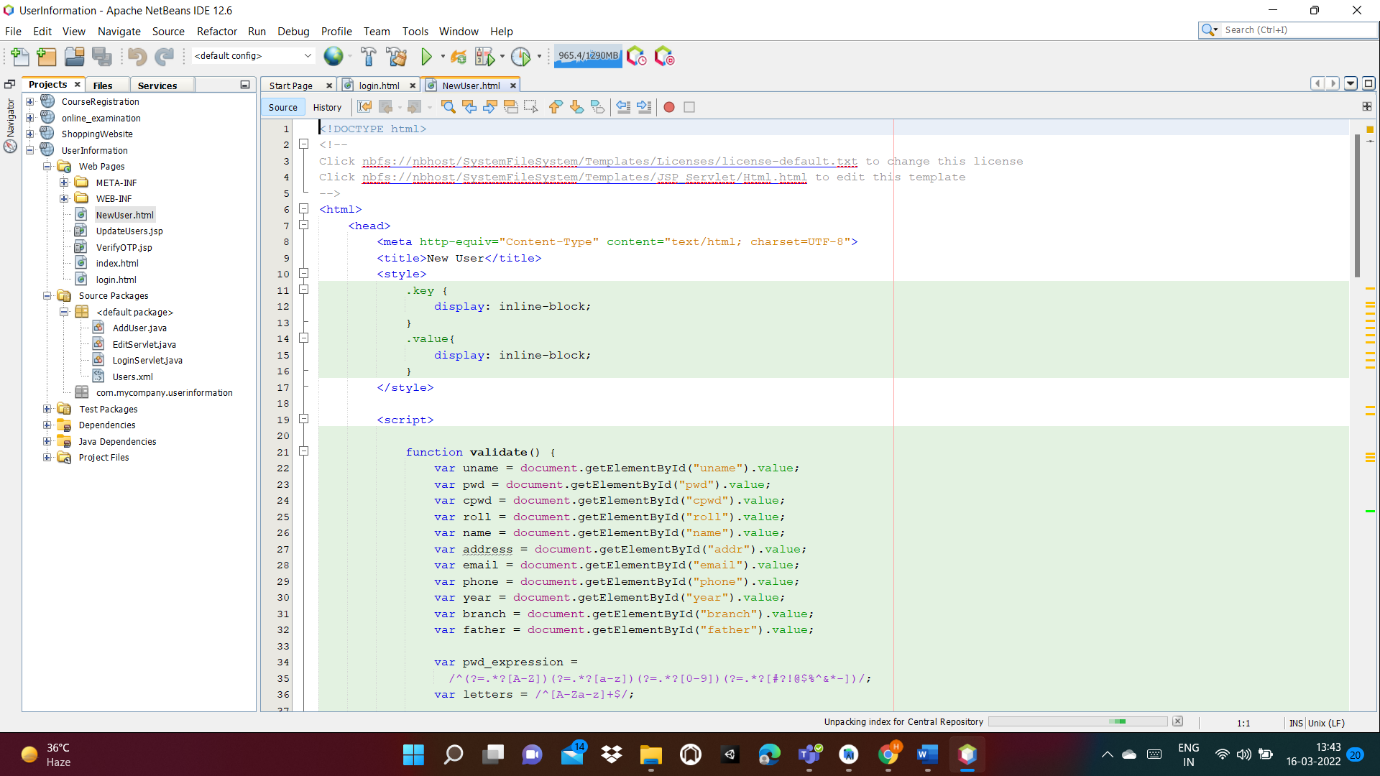 UserInformation - Apache NetBeans IDE 12.6
File Edit View Navigate Source Refactor Run Debug Profile Team Tools Window Help
Search (Ctrl+I)
<default config>
965.4/1290MB
Projects Files Services
Navigator
CourseRegistration
online_examination
ShoppingWebsite
UserInformation
Web Pages
META-INF
WEB-INF
NewUser.html
UpdateUsers.jsp
VerifyOTP.jsp
index.html
login.html
Source Packages
<default package>
AddUser.java
EditServlet.java
LoginServlet.java
Users.xml
com.mycompany.userinformation
Test Packages
Dependencies
Java Dependencies
Project Files
Start Page login.html NewUser.html
Source History
1 <!DOCTYPE html>
2 <!--
3 Click nbfs://nbhost/SystemFileSystem/Templates/Licenses/license-default.txt to change this license
4 Click nbfs://nbhost/SystemFileSystem/Templates/JSP_Servlet/Html.html to edit this template
5 -->
6 <html>
7 <head>
8 <meta http-equiv="Content-Type" content="text/html; charset=UTF-8">
9 <title>New User</title>
10 <style>
11 .key {
12 display: inline-block;
13 }
14 .value{
15 display: inline-block;
16 }
17 </style>
18
19 <script>
20
21 function validate() {
22 var uname = document.getElementById("uname").value;
23 var pwd = document.getElementById("pwd").value;
24 var cpwd = document.getElementById("cpwd").value;
25 var roll = document.getElementById("roll").value;
26 var name = document.getElementById("name").value;
27 var address = document.getElementById("addr").value;
28 var email = document.getElementById("email").value;
29 var phone = document.getElementById("phone").value;
30 var year = document.getElementById("year").value;
31 var branch = document.getElementById("branch").value;
32 var father = document.getElementById("father").value;
33
34 var pwd_expression =
35 /^(?=.*?[A-Z])(?=.*?[a-z])(?=.*?[0-9])(?=.*?[#?!@$%^&*-])/;
36 var letters = /^[A-Za-z]+$/;
37
Unpacking index for Central Repository
1:1 INS Unix (LF)
36°C
Haze
14
H
W
ENG
IN
13:43
16-03-2022
20